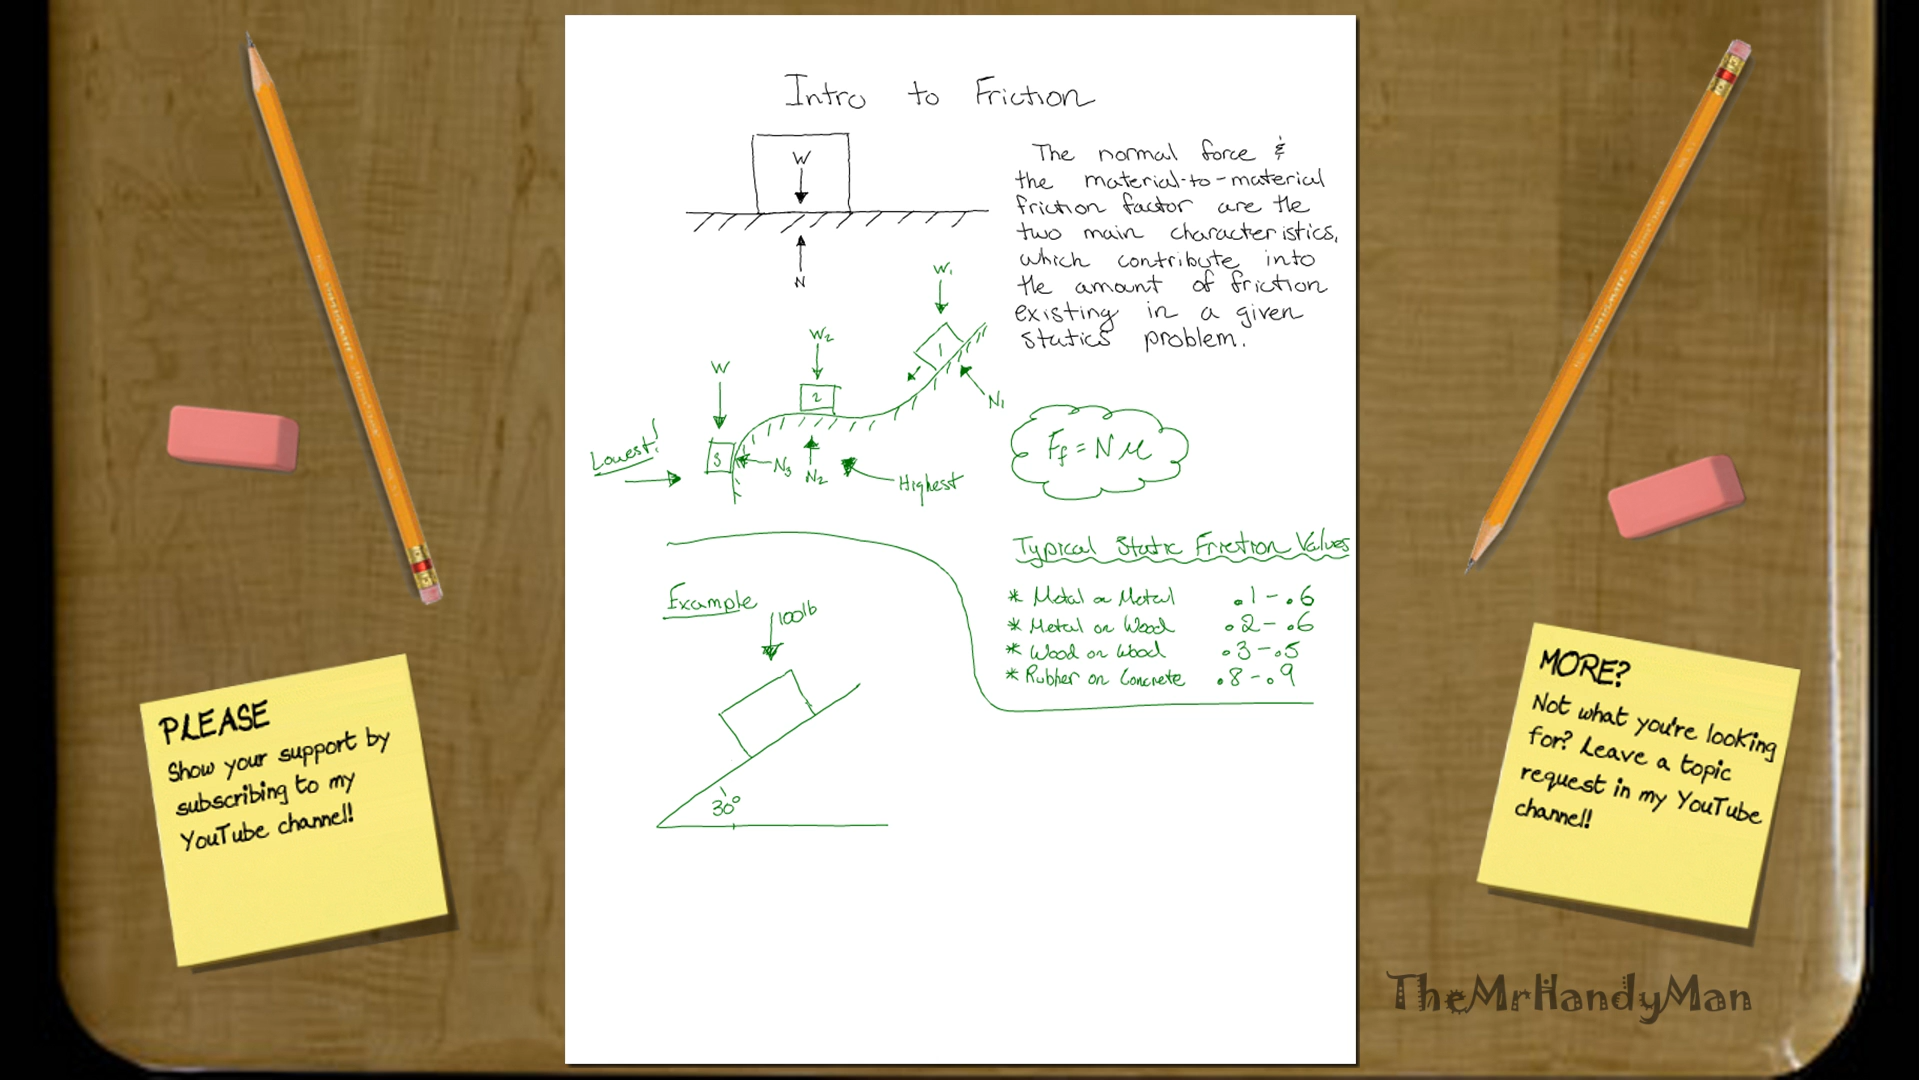 Intro to Friction
W
N
The normal force &
the material-to-material
friction factor are the
two main characteristics,
which contribute into
the amount of friction
existing in a given
statics problem.
W1
1
N1
W2
2
N2
W
3
N3
Lowest!
Highest
Ff = Nμ
Typical Static Friction Values
* Metal on Metal .1 - .6
* Metal on Wood .2 - .6
* Wood on Wood .3 - .5
* Rubber on Concrete .8 - .9
Example
100lb
30°
PLEASE
Show your support by
subscribing to my
YouTube channel!
MORE?
Not what you're looking
for? Leave a topic
request in my YouTube
channel!
TheMrHandyMan